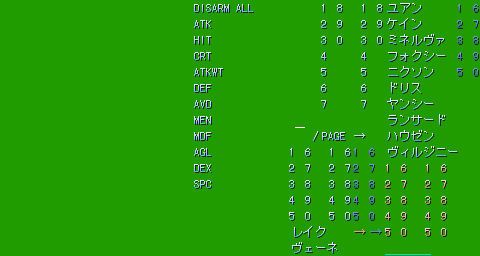 DISARM ALL 1 8 1 8 ユアン 1 6
ATK 2 9 2 9 ケイン 2 7
HIT 3 0 3 0 ミネルヴァ 3 8
CRT 4 4 フォクシー 4 9
ATKWT 5 5 ニクソン 5 0
DEF 6 6 ドリス
AVD 7 7 ヤンシー
MEN ランサード
MDF /PAGE → ハウゼン
AGL 1 6 1 6 1 6 ヴィルジニー
DEX 2 7 2 7 2 7 1 6 1 6
SPC 3 8 3 8 3 8 2 7 2 7
4 9 4 9 4 9 3 8 3 8
5 0 5 0 5 0 4 9 4 9
レイク →→ 5 0 5 0
ヴェーネ